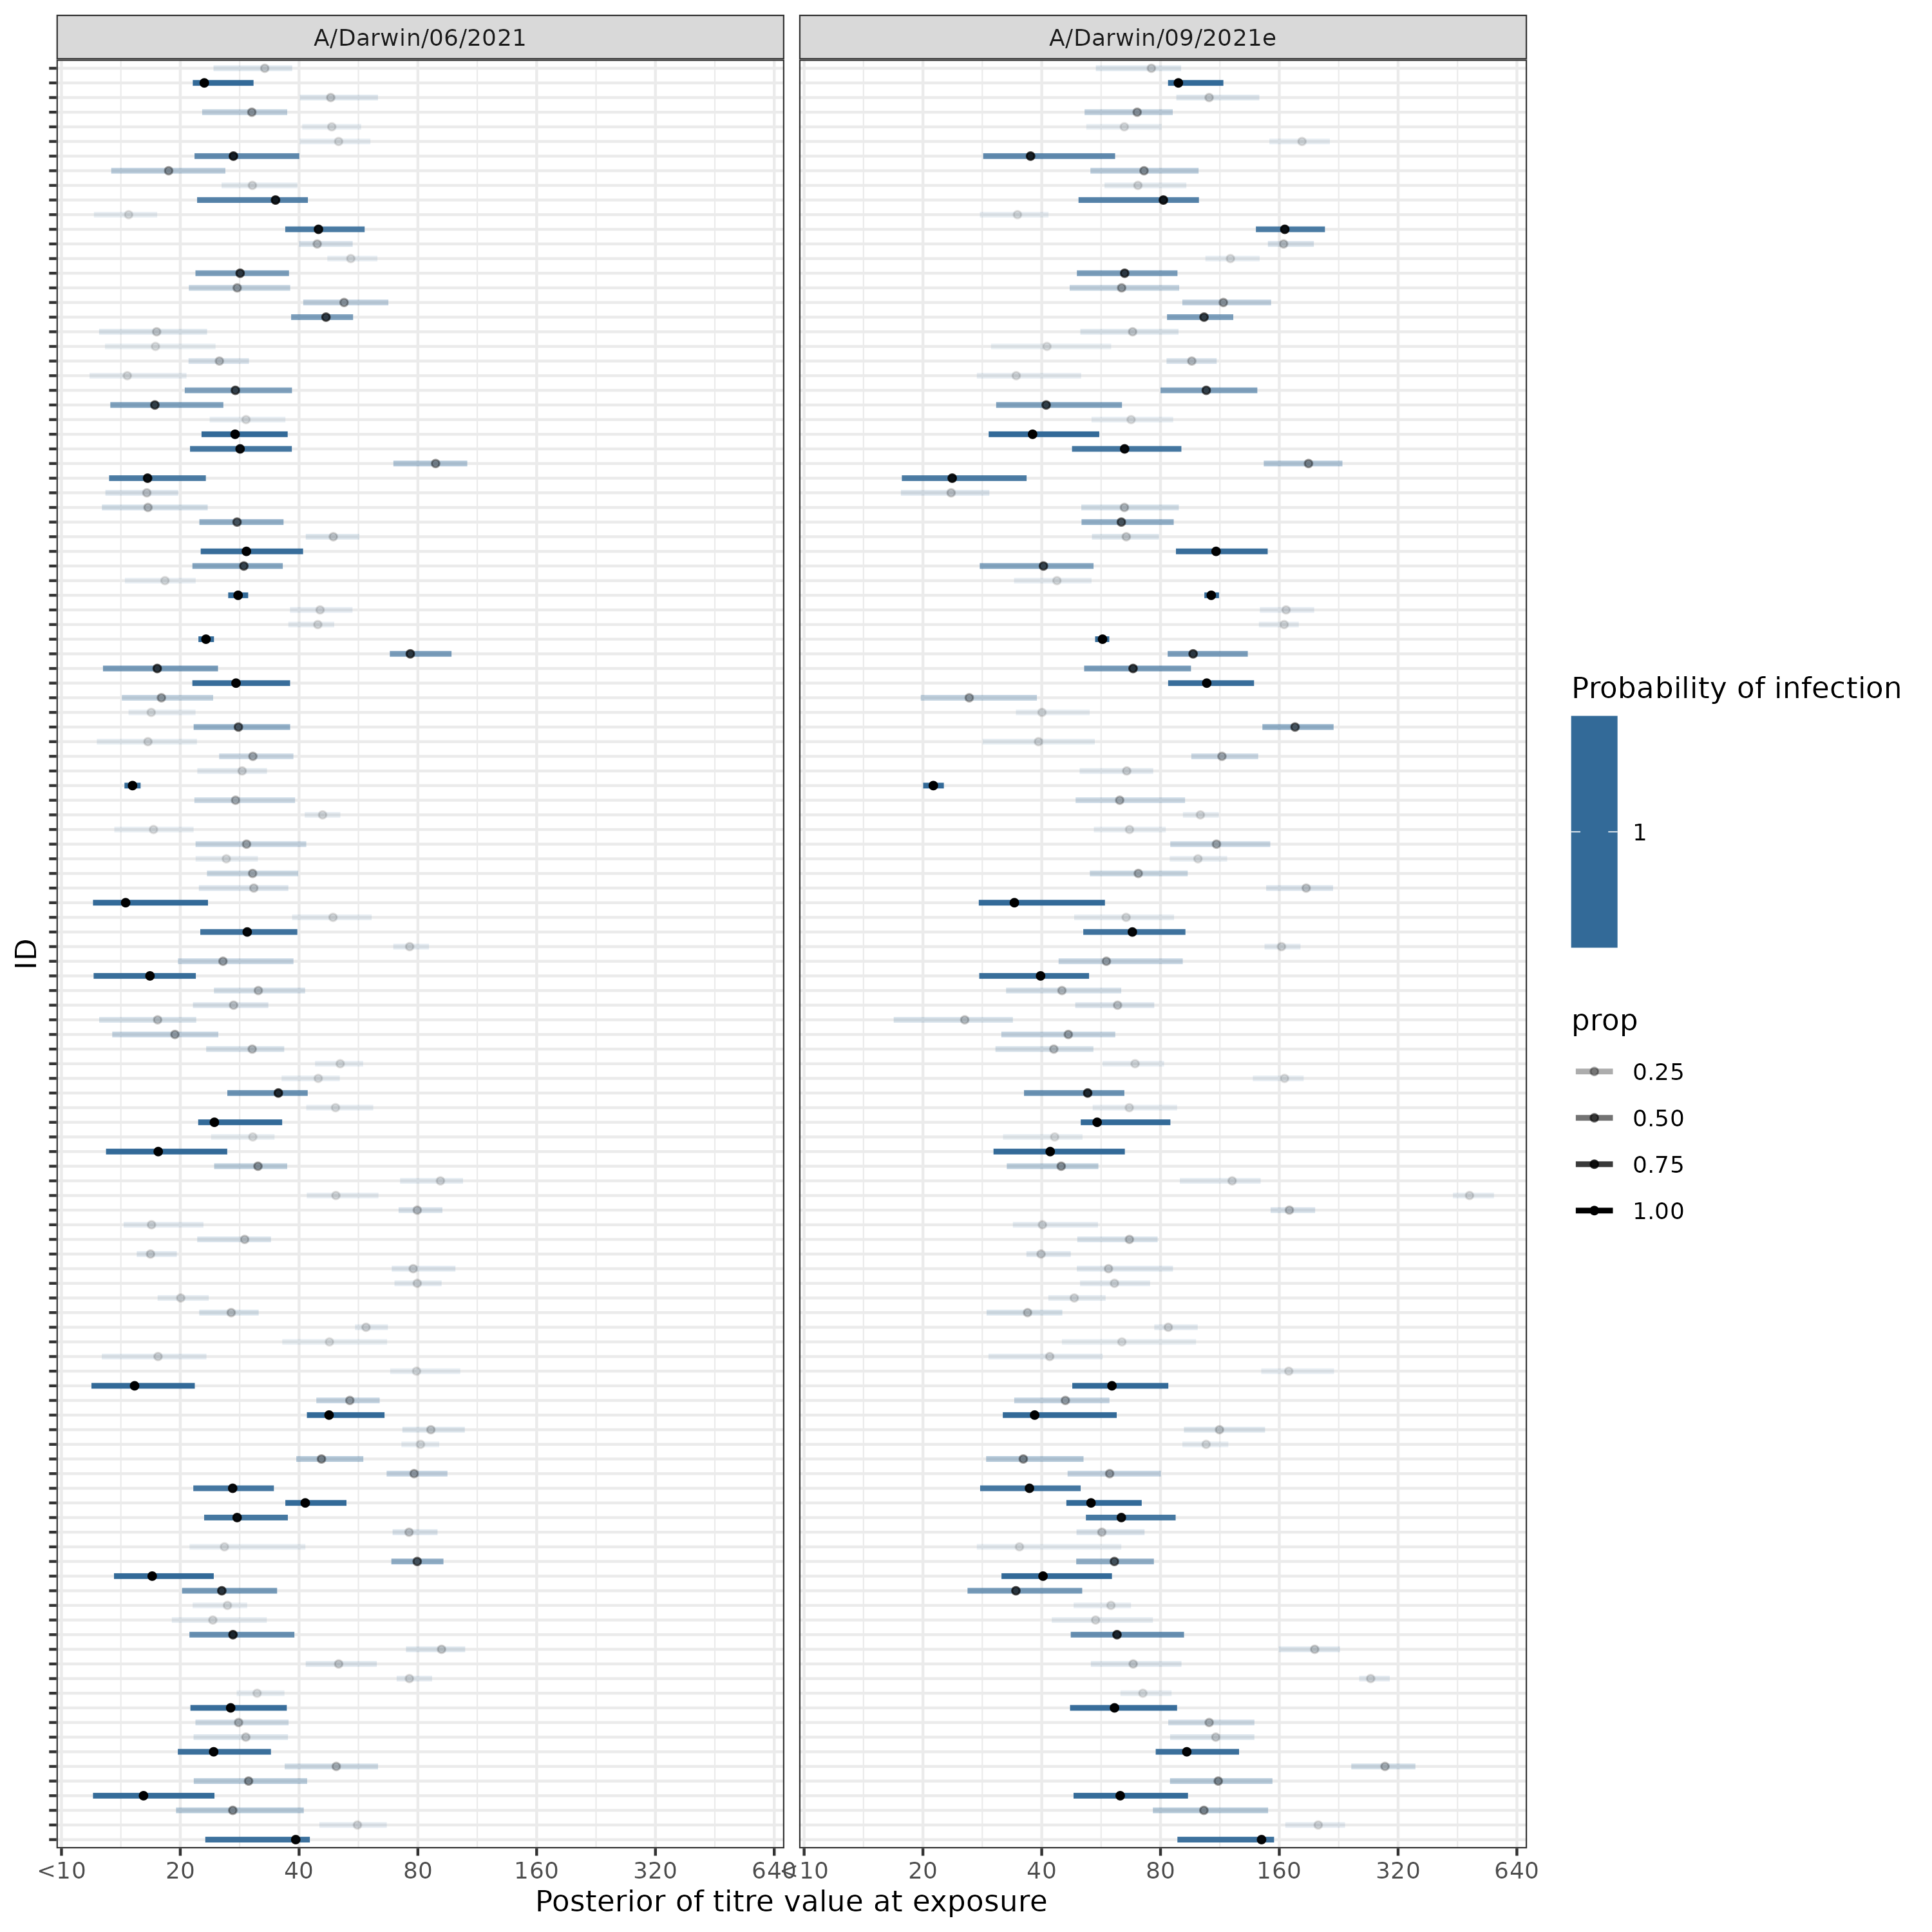 A/Darwin/06/2021
A/Darwin/09/2021e
ID
Probability of infection
1
prop
0.25
0.50
0.75
1.00
<10 20 40 80 160 320 640
<10 20 40 80 160 320 640
Posterior of titre value at exposure